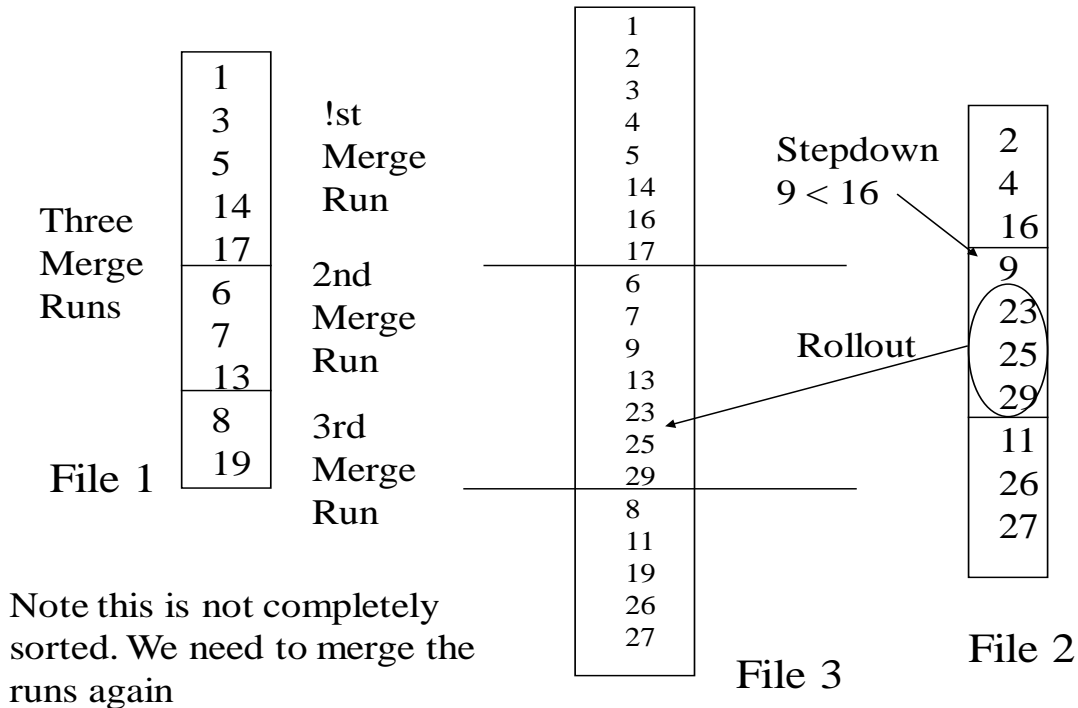 Three
Merge
Runs
1
3
5
14
17
6
7
13
8
19
File 1
!st
Merge
Run
2nd
Merge
Run
3rd
Merge
Run
1
2
3
4
5
14
16
17
6
7
9
13
23
25
29
8
11
19
26
27
File 3
Stepdown
9 < 16
Rollout
2
4
16
9
23
25
29
11
26
27
File 2
Note this is not completely
sorted. We need to merge the
runs again